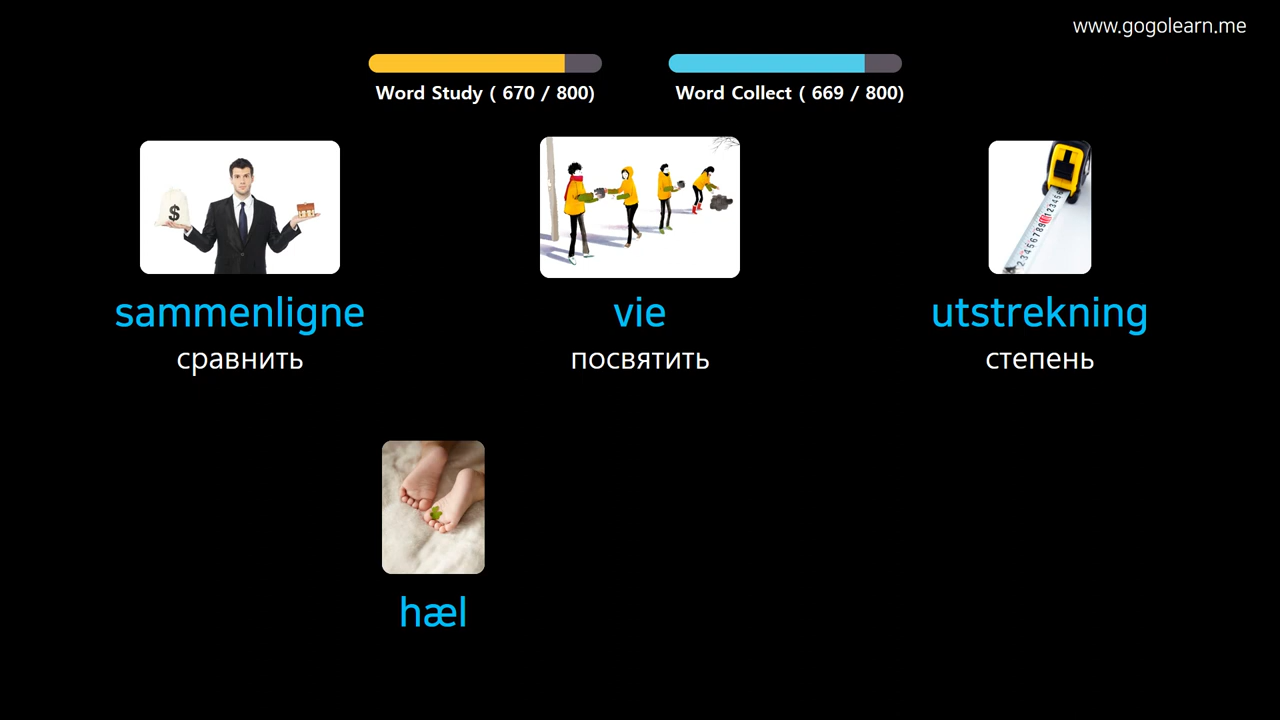 www.gogolearn.me
Word Study ( 670 / 800)
Word Collect ( 669 / 800)
sammenligne
vie
utstrekning
сравнить
посвятить
степень
hæl